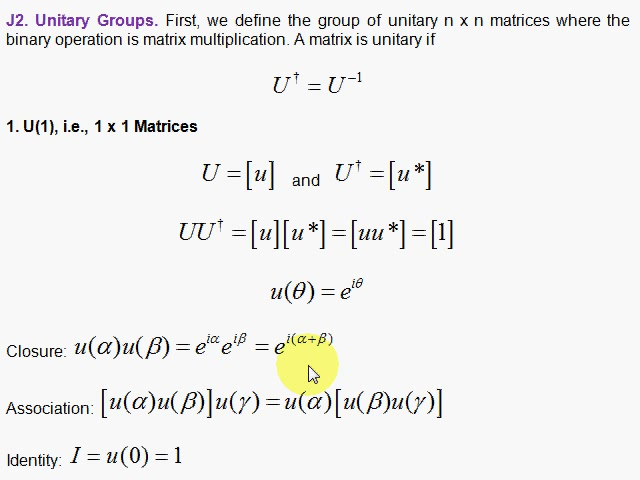 J2. Unitary Groups. First, we define the group of unitary n x n matrices where the
binary operation is matrix multiplication. A matrix is unitary if
U† = U⁻¹
1. U(1), i.e., 1 x 1 Matrices
U = [u] and U† = [u*]
UU† = [u][u*] = [uu*] = [1]
u(θ) = e^{iθ}
Closure: u(α)u(β) = e^{iα}e^{iβ} = e^{i(α+β)}
Association: [u(α)u(β)]u(γ) = u(α)[u(β)u(γ)]
Identity: I = u(0) = 1